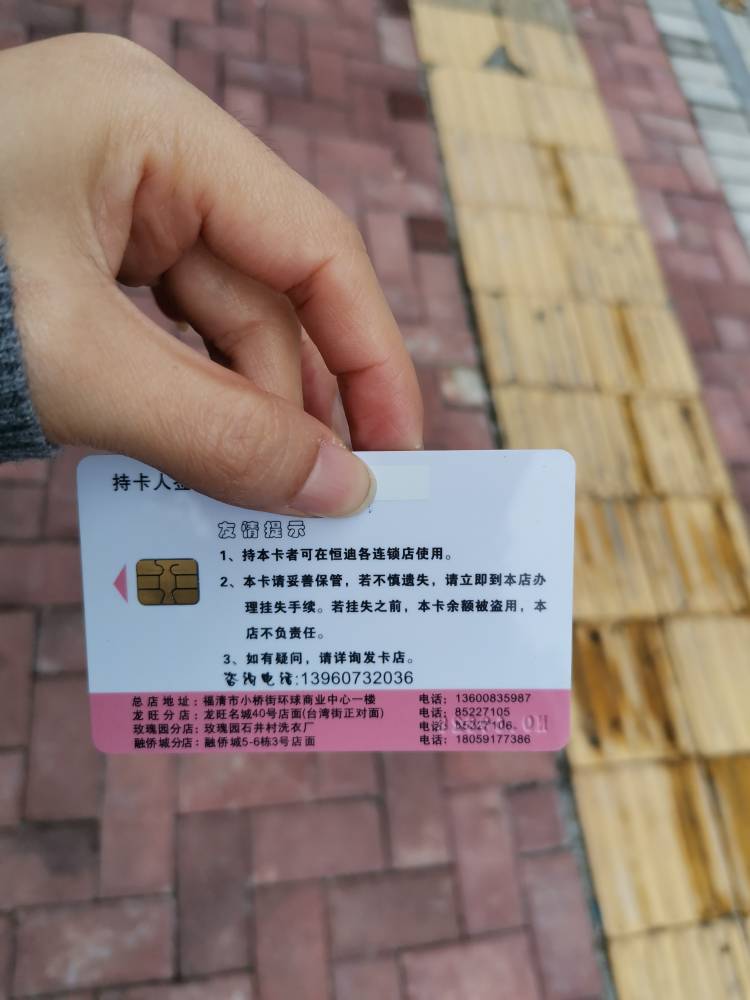 持卡人签
友情提示
1、持本卡者可在恒迪各连锁店使用。
2、本卡请妥善保管，若不慎遗失，请立即到本店办
理挂失手续。若挂失之前，本卡余额被盗用，本
店不负责任。
3、如有疑问，请详询发卡店。
咨询电话:13960732036
总店地址：福清市小桥街环球商业中心一楼 电话：13600835987
龙旺分店：龙旺名城40号店面(台湾街正对面) 电话：85227105
玫瑰园分店：玫瑰园石井村洗衣厂 电话：
融侨城分店：融侨城5-6栋3号店面 电话：18059177386